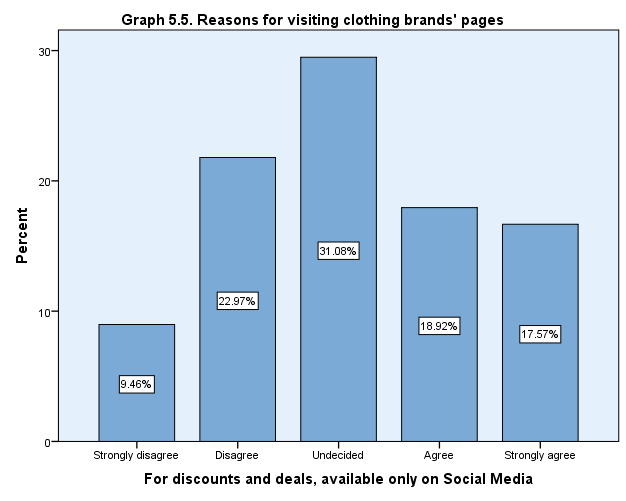 Graph 5.5. Reasons for visiting clothing brands' pages
Percent
30
20
10
0
9.46%
22.97%
31.08%
18.92%
17.57%
Strongly disagree
Disagree
Undecided
Agree
Strongly agree
For discounts and deals, available only on Social Media